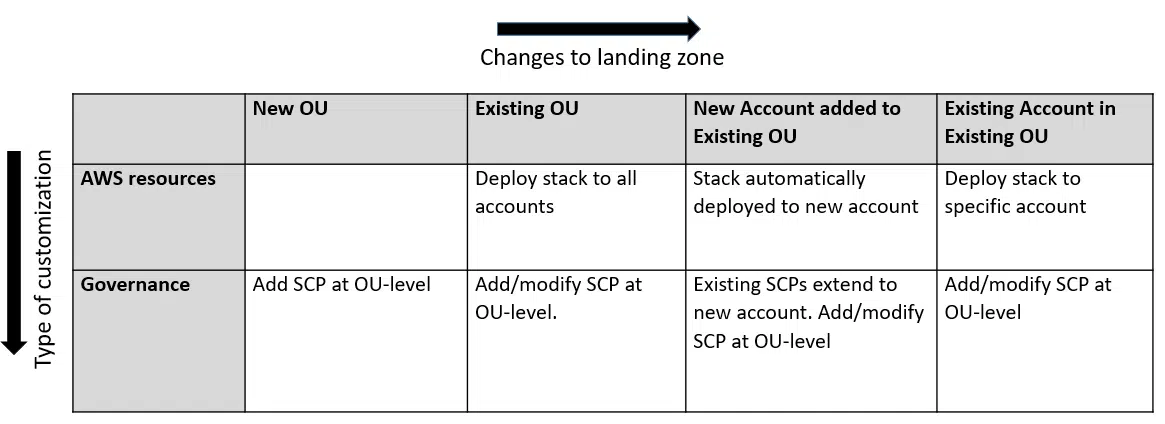 Changes to landing zone
Type of customization
New OU
Existing OU
New Account added to
Existing OU
Existing Account in
Existing OU
AWS resources
Deploy stack to all
accounts
Stack automatically
deployed to new account
Deploy stack to
specific account
Governance
Add SCP at OU-level
Add/modify SCP at
OU-level.
Existing SCPs extend to
new account. Add/modify
SCP at OU-level
Add/modify SCP at
OU-level